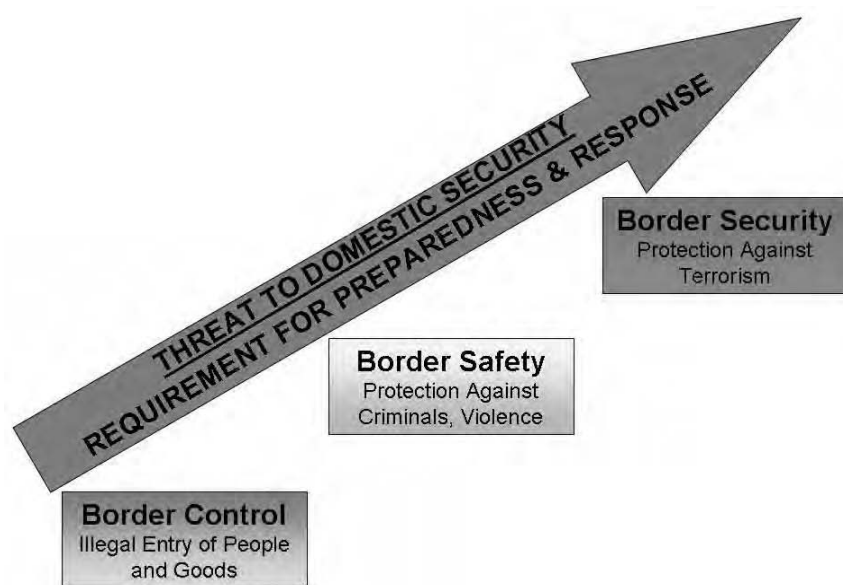 THREAT TO DOMESTIC SECURITY
REQUIREMENT FOR PREPAREDNESS & RESPONSE
Border Security
Protection Against
Terrorism
Border Safety
Protection Against
Criminals, Violence
Border Control
Illegal Entry of People
and Goods